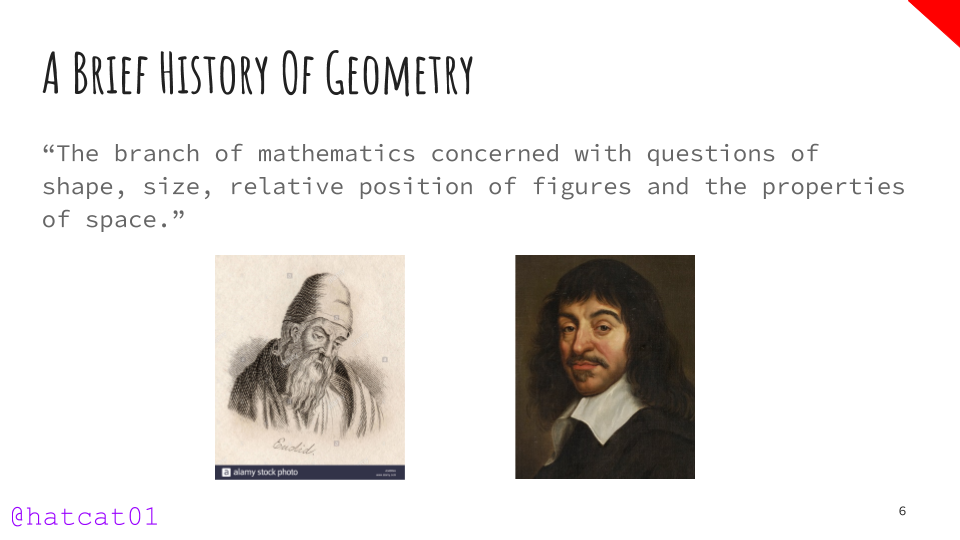 A Brief History Of Geometry
“The branch of mathematics concerned with questions of
shape, size, relative position of figures and the properties
of space.”
Euclid.
a alamy stock photo
@hatcat01
6